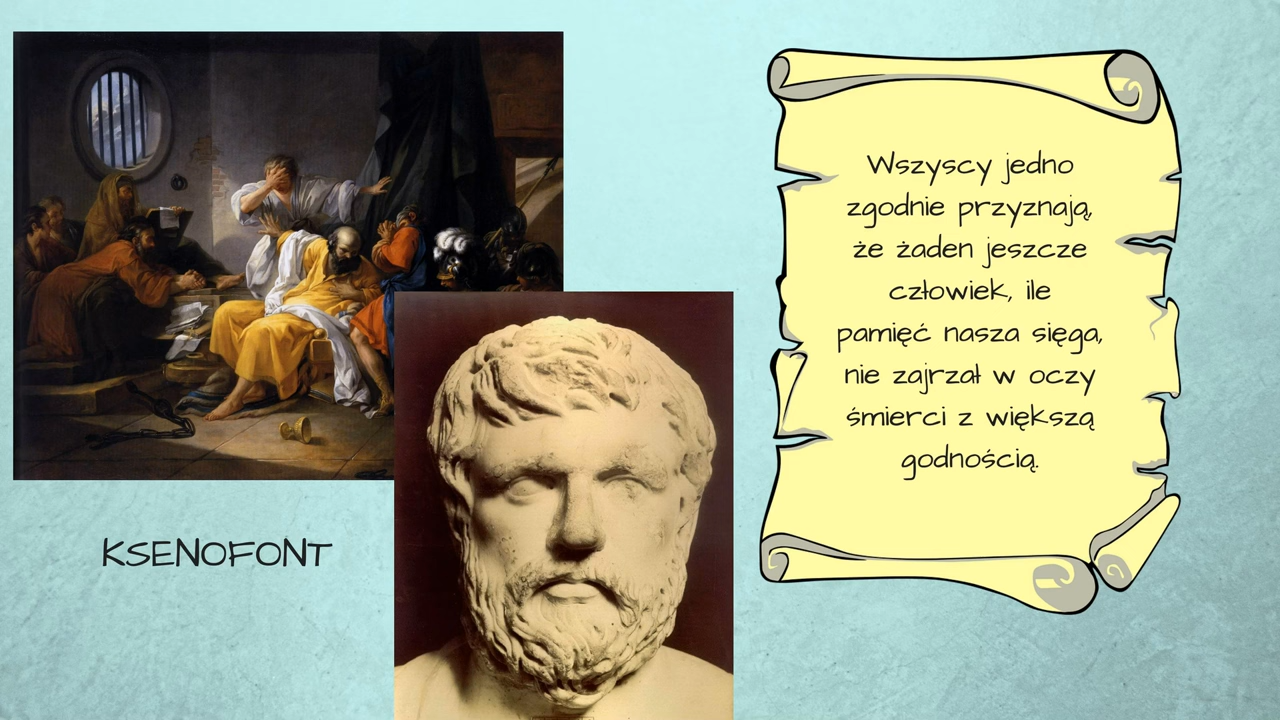 Wszyscy jedno
zgodnie przyznają,
że żaden jeszcze
człowiek, ile
pamięć nasza sięga,
nie zajrzał w oczy
śmierci z większą
godnością.
KSENOFONT